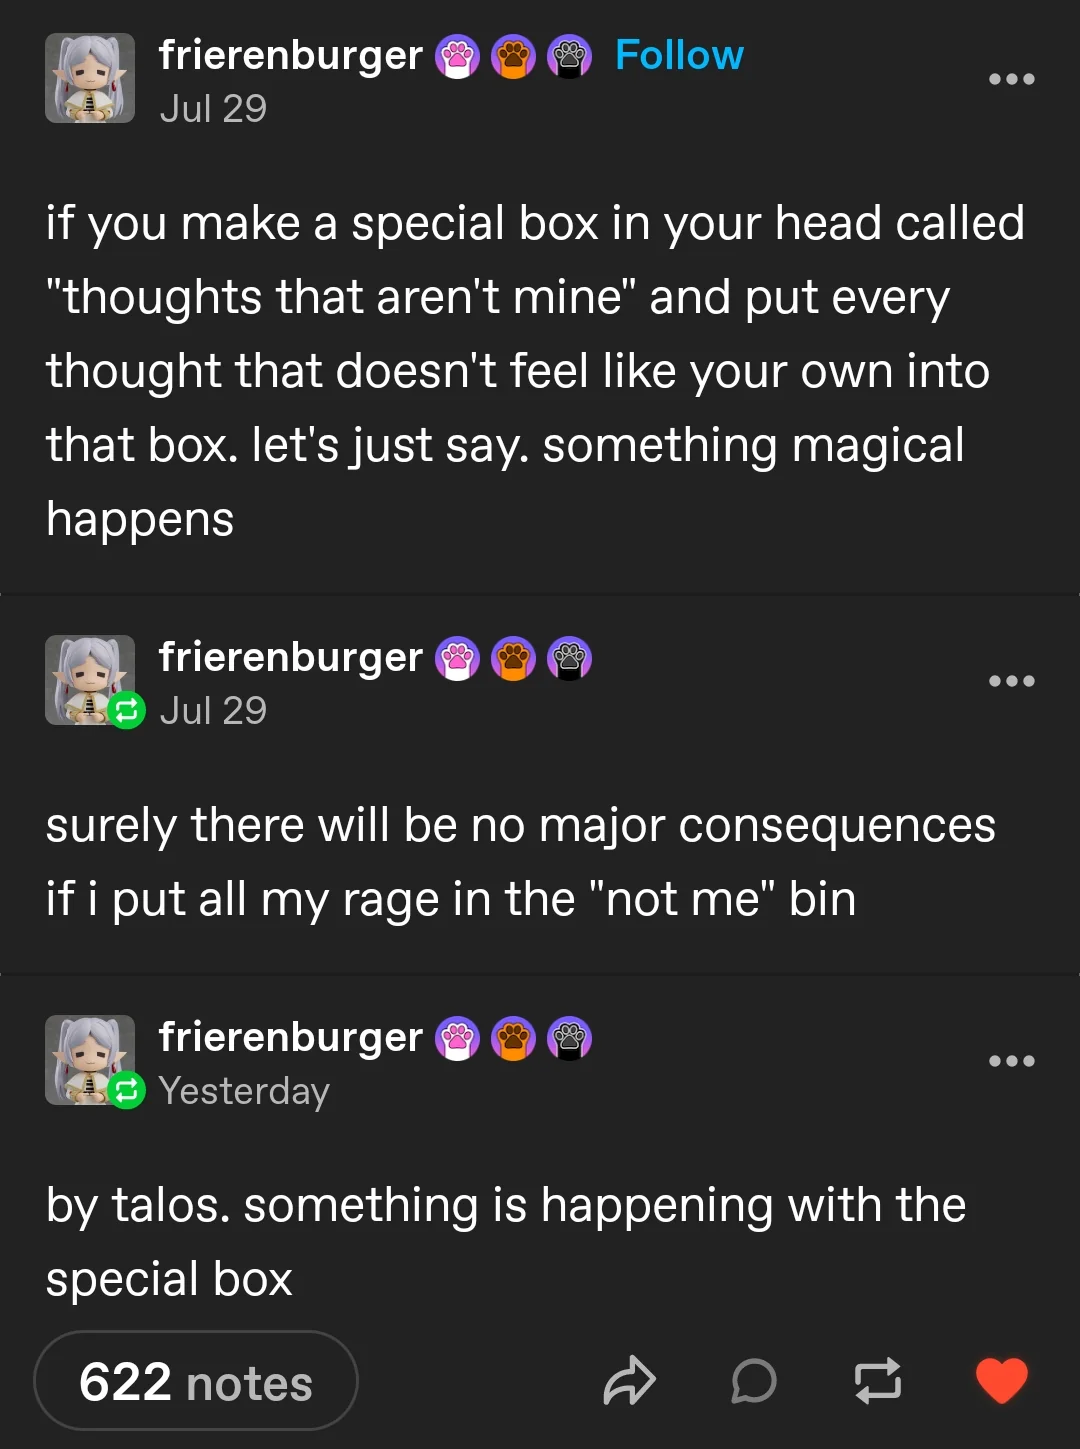 frierenburger Follow
Jul 29
if you make a special box in your head called
"thoughts that aren't mine" and put every
thought that doesn't feel like your own into
that box. let's just say. something magical
happens
frierenburger
Jul 29
surely there will be no major consequences
if i put all my rage in the "not me" bin
frierenburger
Yesterday
by talos. something is happening with the
special box
622 notes